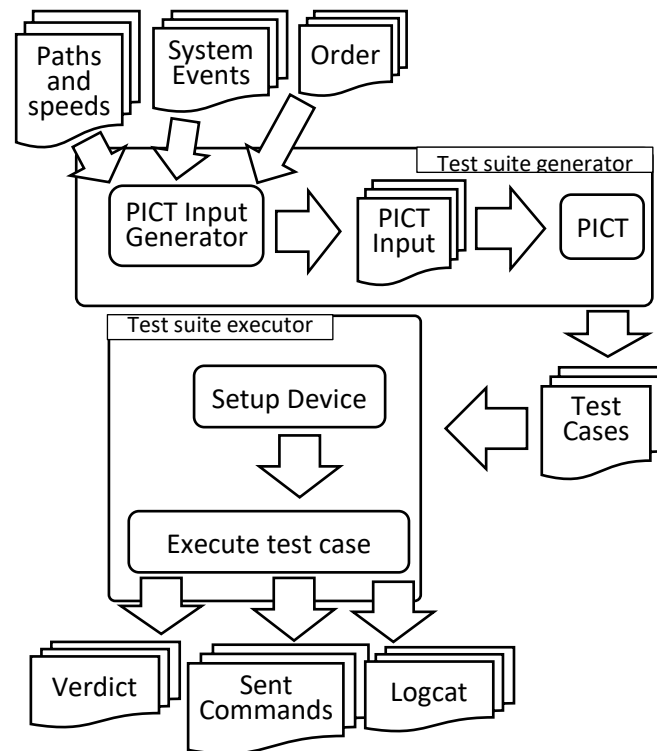 Paths
and
speeds
System
Events
Order
Test suite generator
PICT Input
Generator
PICT
Input
PICT
Test suite executor
Setup Device
Test
Cases
Execute test case
Verdict
Sent
Commands
Logcat